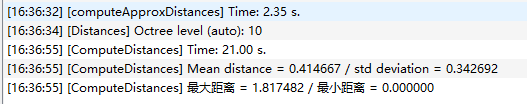 [16:36:32] [computeApproxDistances] Time: 2.35 s.
[16:36:34] [Distances] Octree level (auto): 10
[16:36:55] [ComputeDistances] Time: 21.00 s.
[16:36:55] [ComputeDistances] Mean distance = 0.414667 / std deviation = 0.342692
[16:36:55] [ComputeDistances] 最大距离 = 1.817482 / 最小距离 = 0.000000